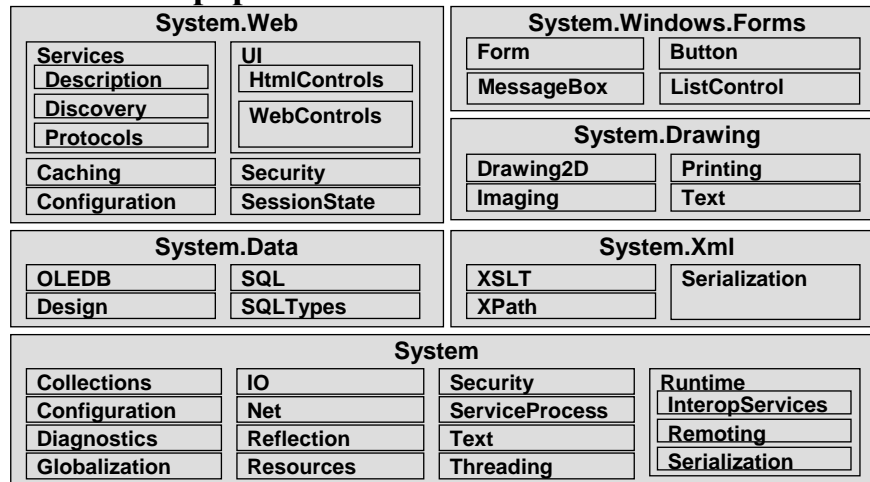 System.Web
Services
Description
Discovery
Protocols
UI
HtmlControls
WebControls
Caching
Security
Configuration
SessionState
System.Windows.Forms
Form
Button
MessageBox
ListControl
System.Drawing
Drawing2D
Printing
Imaging
Text
System.Data
OLEDB
SQL
Design
SQLTypes
System.Xml
XSLT
Serialization
XPath
System
Collections
IO
Security
Runtime
Configuration
Net
ServiceProcess
InteropServices
Diagnostics
Reflection
Text
Remoting
Globalization
Resources
Threading
Serialization